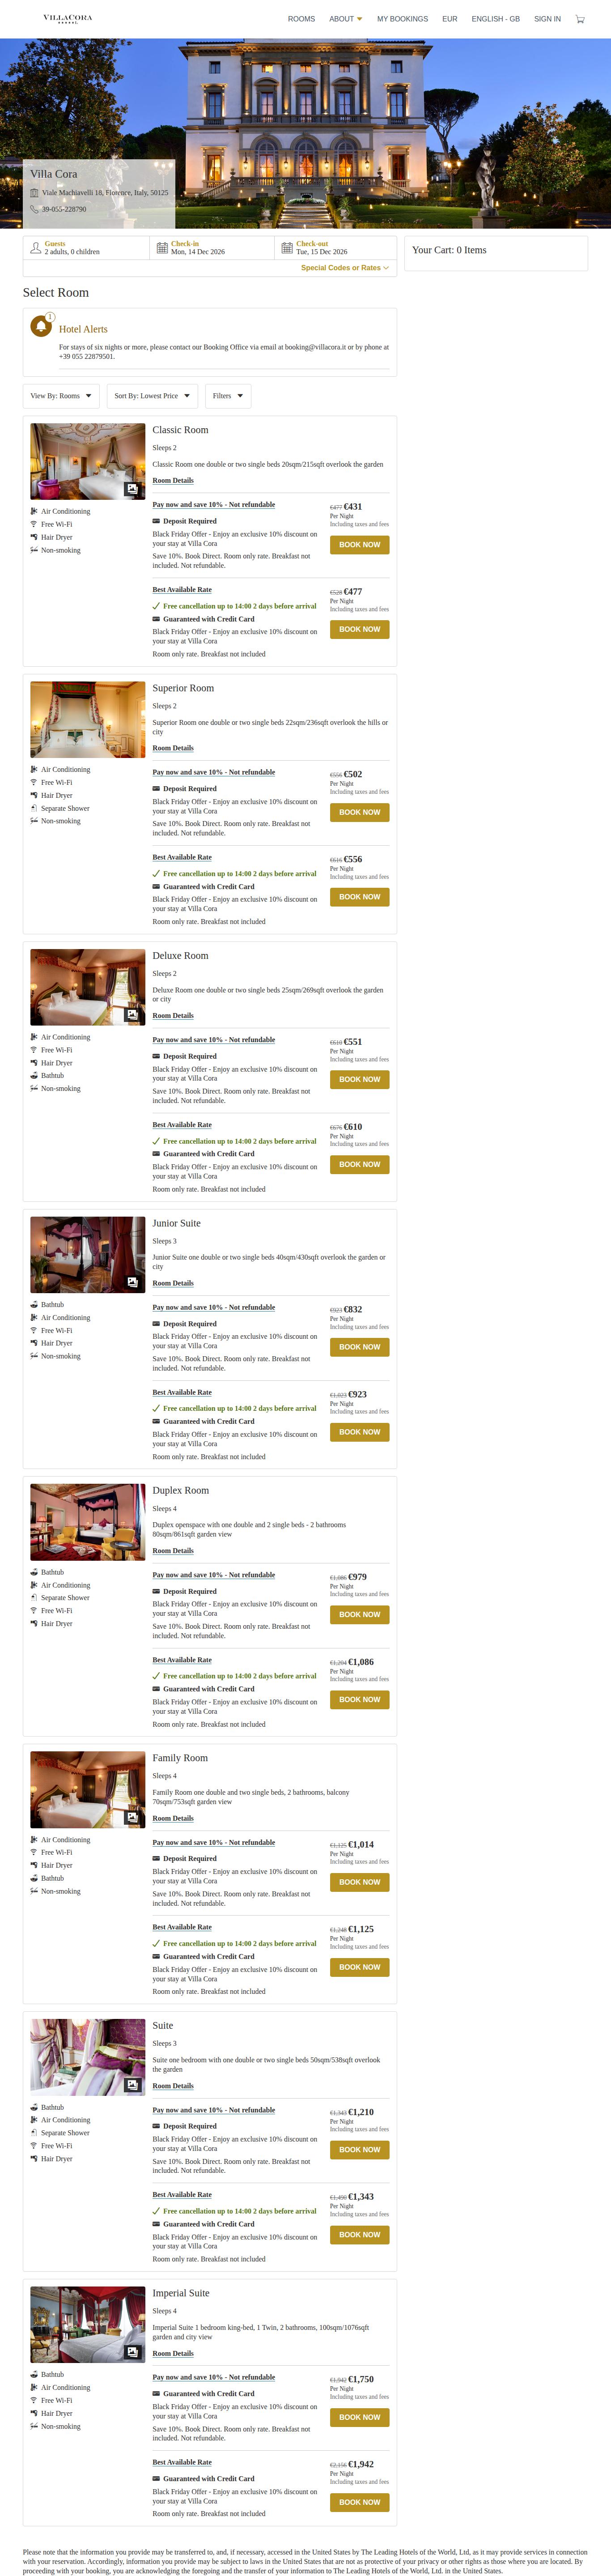 VILLACORA
ROOMS ABOUT MY BOOKINGS EUR ENGLISH - GB SIGN IN
Villa Cora
Viale Machiavelli 18, Florence, Italy, 50125
39-055-228790
Guests
2 adults, 0 children
Check-in
Mon, 14 Dec 2026
Check-out
Tue, 15 Dec 2026
Special Codes or Rates
Your Cart: 0 Items
Select Room
1
Hotel Alerts
For stays of six nights or more, please contact our Booking Office via email at booking@villacora.it or by phone at
+39 055 22879501.
View By: Rooms
Sort By: Lowest Price
Filters
Classic Room
Sleeps 2
Classic Room one double or two single beds 20sqm/215sqft overlook the garden
Room Details
Air Conditioning
Free Wi-Fi
Hair Dryer
Non-smoking
Pay now and save 10% - Not refundable
Deposit Required
Black Friday Offer - Enjoy an exclusive 10% discount on
your stay at Villa Cora
Save 10%. Book Direct. Room only rate. Breakfast not
included. Not refundable.
€477 €431
Per Night
Including taxes and fees
BOOK NOW
Best Available Rate
Free cancellation up to 14:00 2 days before arrival
Guaranteed with Credit Card
Black Friday Offer - Enjoy an exclusive 10% discount on
your stay at Villa Cora
Room only rate. Breakfast not included
€528 €477
Per Night
Including taxes and fees
BOOK NOW
Superior Room
Sleeps 2
Superior Room one double or two single beds 22sqm/236sqft overlook the hills or
city
Room Details
Air Conditioning
Free Wi-Fi
Hair Dryer
Separate Shower
Non-smoking
Pay now and save 10% - Not refundable
Deposit Required
Black Friday Offer - Enjoy an exclusive 10% discount on
your stay at Villa Cora
Save 10%. Book Direct. Room only rate. Breakfast not
included. Not refundable.
€556 €502
Per Night
Including taxes and fees
BOOK NOW
Best Available Rate
Free cancellation up to 14:00 2 days before arrival
Guaranteed with Credit Card
Black Friday Offer - Enjoy an exclusive 10% discount on
your stay at Villa Cora
Room only rate. Breakfast not included
€616 €556
Per Night
Including taxes and fees
BOOK NOW
Deluxe Room
Sleeps 2
Deluxe Room one double or two single beds 25sqm/269sqft overlook the garden
or city
Room Details
Air Conditioning
Free Wi-Fi
Hair Dryer
Bathtub
Non-smoking
Pay now and save 10% - Not refundable
Deposit Required
Black Friday Offer - Enjoy an exclusive 10% discount on
your stay at Villa Cora
Save 10%. Book Direct. Room only rate. Breakfast not
included. Not refundable.
€610 €551
Per Night
Including taxes and fees
BOOK NOW
Best Available Rate
Free cancellation up to 14:00 2 days before arrival
Guaranteed with Credit Card
Black Friday Offer - Enjoy an exclusive 10% discount on
your stay at Villa Cora
Room only rate. Breakfast not included
€676 €610
Per Night
Including taxes and fees
BOOK NOW
Junior Suite
Sleeps 3
Junior Suite one double or two single beds 40sqm/430sqft overlook the garden or
city
Room Details
Bathtub
Air Conditioning
Free Wi-Fi
Hair Dryer
Non-smoking
Pay now and save 10% - Not refundable
Deposit Required
Black Friday Offer - Enjoy an exclusive 10% discount on
your stay at Villa Cora
Save 10%. Book Direct. Room only rate. Breakfast not
included. Not refundable.
€923 €832
Per Night
Including taxes and fees
BOOK NOW
Best Available Rate
Free cancellation up to 14:00 2 days before arrival
Guaranteed with Credit Card
Black Friday Offer - Enjoy an exclusive 10% discount on
your stay at Villa Cora
Room only rate. Breakfast not included
€1,023 €923
Per Night
Including taxes and fees
BOOK NOW
Duplex Room
Sleeps 4
Duplex openspace with one double and 2 single beds - 2 bathrooms
80sqm/861sqft garden view
Room Details
Bathtub
Air Conditioning
Separate Shower
Free Wi-Fi
Hair Dryer
Pay now and save 10% - Not refundable
Deposit Required
Black Friday Offer - Enjoy an exclusive 10% discount on
your stay at Villa Cora
Save 10%. Book Direct. Room only rate. Breakfast not
included. Not refundable.
€1,086 €979
Per Night
Including taxes and fees
BOOK NOW
Best Available Rate
Free cancellation up to 14:00 2 days before arrival
Guaranteed with Credit Card
Black Friday Offer - Enjoy an exclusive 10% discount on
your stay at Villa Cora
Room only rate. Breakfast not included
€1,204 €1,086
Per Night
Including taxes and fees
BOOK NOW
Family Room
Sleeps 4
Family Room one double and two single beds, 2 bathrooms, balcony
70sqm/753sqft garden view
Room Details
Air Conditioning
Free Wi-Fi
Hair Dryer
Bathtub
Non-smoking
Pay now and save 10% - Not refundable
Deposit Required
Black Friday Offer - Enjoy an exclusive 10% discount on
your stay at Villa Cora
Save 10%. Book Direct. Room only rate. Breakfast not
included. Not refundable.
€1,125 €1,014
Per Night
Including taxes and fees
BOOK NOW
Best Available Rate
Free cancellation up to 14:00 2 days before arrival
Guaranteed with Credit Card
Black Friday Offer - Enjoy an exclusive 10% discount on
your stay at Villa Cora
Room only rate. Breakfast not included
€1,248 €1,125
Per Night
Including taxes and fees
BOOK NOW
Suite
Sleeps 3
Suite one bedroom with one double or two single beds 50sqm/538sqft overlook
the garden
Room Details
Bathtub
Air Conditioning
Separate Shower
Free Wi-Fi
Hair Dryer
Pay now and save 10% - Not refundable
Deposit Required
Black Friday Offer - Enjoy an exclusive 10% discount on
your stay at Villa Cora
Save 10%. Book Direct. Room only rate. Breakfast not
included. Not refundable.
€1,343 €1,210
Per Night
Including taxes and fees
BOOK NOW
Best Available Rate
Free cancellation up to 14:00 2 days before arrival
Guaranteed with Credit Card
Black Friday Offer - Enjoy an exclusive 10% discount on
your stay at Villa Cora
Room only rate. Breakfast not included
€1,490 €1,343
Per Night
Including taxes and fees
BOOK NOW
Imperial Suite
Sleeps 4
Imperial Suite 1 bedroom king-bed, 1 Twin, 2 bathrooms, 100sqm/1076sqft
garden and city view
Room Details
Bathtub
Air Conditioning
Free Wi-Fi
Hair Dryer
Non-smoking
Pay now and save 10% - Not refundable
Guaranteed with Credit Card
Black Friday Offer - Enjoy an exclusive 10% discount on
your stay at Villa Cora
Save 10%. Book Direct. Room only rate. Breakfast not
included. Not refundable.
€1,942 €1,750
Per Night
Including taxes and fees
BOOK NOW
Best Available Rate
Guaranteed with Credit Card
Black Friday Offer - Enjoy an exclusive 10% discount on
your stay at Villa Cora
Room only rate. Breakfast not included
€2,156 €1,942
Per Night
Including taxes and fees
BOOK NOW
Please note that the information you provide may be transferred to, and, if necessary, accessed in the United States by The Leading Hotels of the World, Ltd, as it may provide services in connection
with your reservation. Accordingly, information you provide may be subject to laws in the United States that are not as protective of your privacy or other rights as those where you are located. By
proceeding with your booking, you are acknowledging the foregoing and the transfer of your information to The Leading Hotels of the World, Ltd. in the United States.